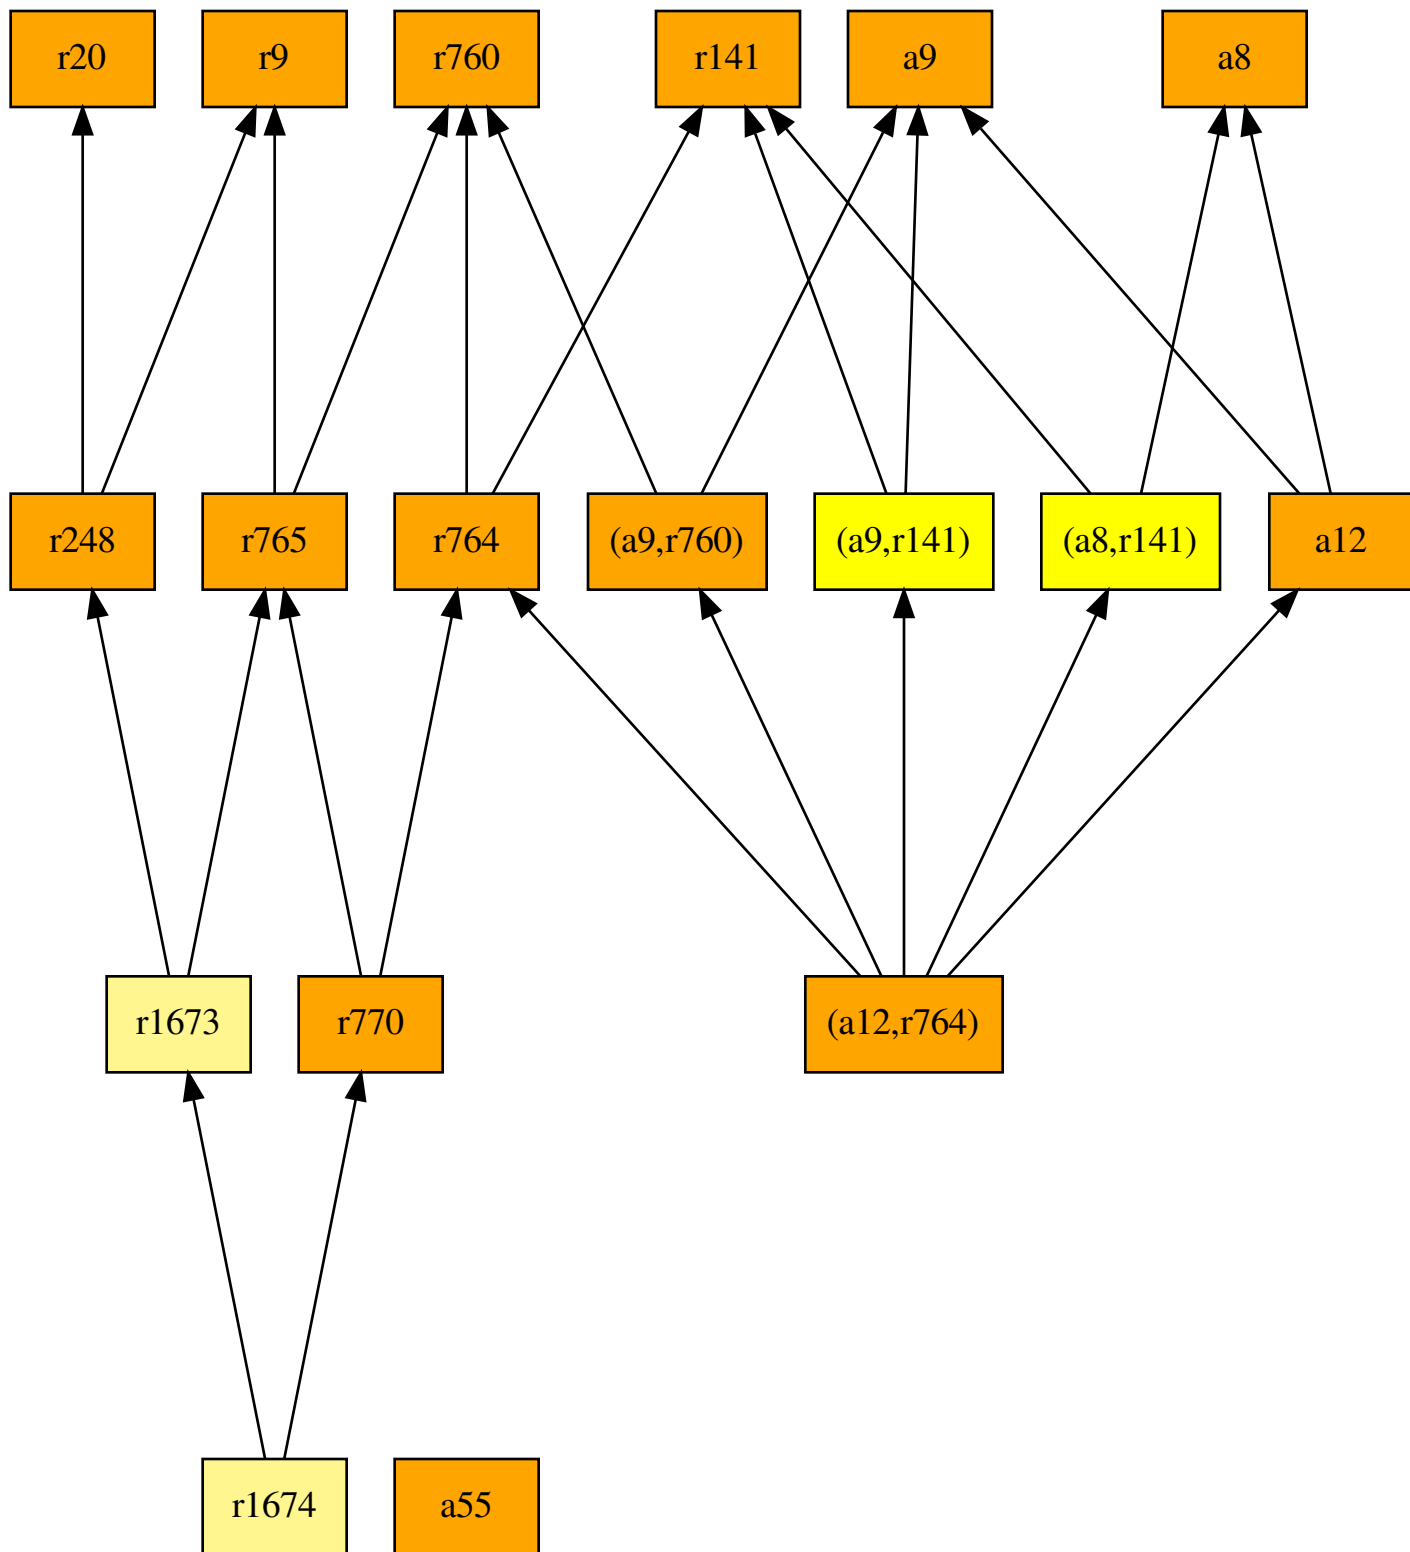 r20
r9
r760
r141
a9
a8
r248
r765
r764
(a9,r760)
(a9,r141)
(a8,r141)
a12
r1673
r770
(a12,r764)
r1674
a55